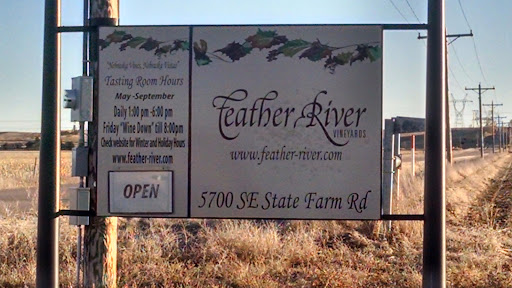 "Nebraska Vines, Nebraska Vistas"
Tasting Room Hours
May -September
Daily 1:00 pm -6:00 pm
Friday "Wine Down" till 8:00pm
Check website for Winter and Holiday Hours
www.feather-river.com
OPEN
Feather River
VINEYARDS
www.feather-river.com
5700 SE State Farm Rd